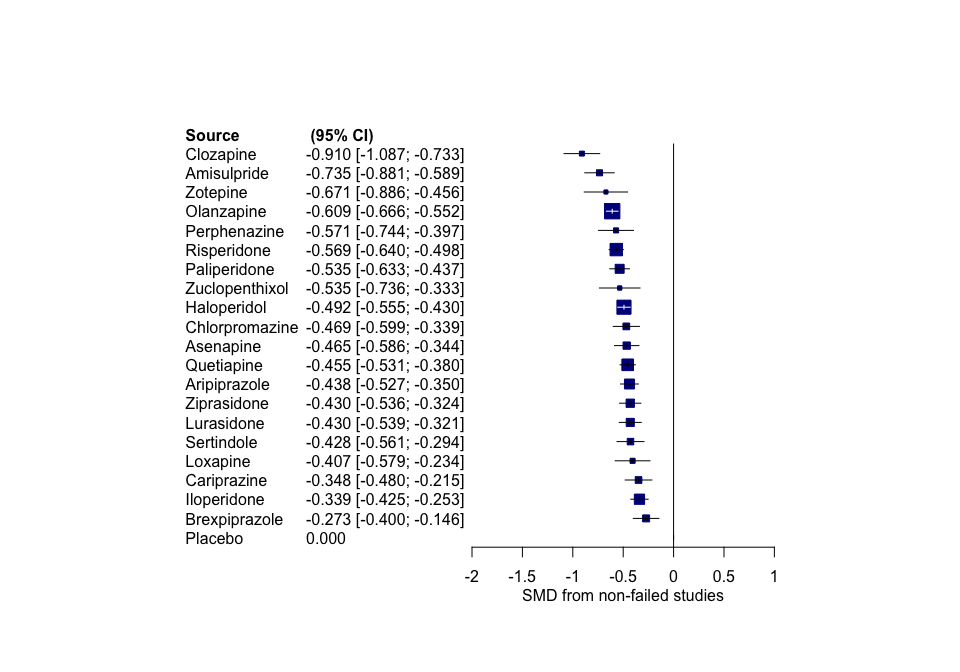 Source (95% CI)
Clozapine -0.910 [-1.087; -0.733]
Amisulpride -0.735 [-0.881; -0.589]
Zotepine -0.671 [-0.886; -0.456]
Olanzapine -0.609 [-0.666; -0.552]
Perphenazine -0.571 [-0.744; -0.397]
Risperidone -0.569 [-0.640; -0.498]
Paliperidone -0.535 [-0.633; -0.437]
Zuclopenthixol -0.535 [-0.736; -0.333]
Haloperidol -0.492 [-0.555; -0.430]
Chlorpromazine -0.469 [-0.599; -0.339]
Asenapine -0.465 [-0.586; -0.344]
Quetiapine -0.455 [-0.531; -0.380]
Aripiprazole -0.438 [-0.527; -0.350]
Ziprasidone -0.430 [-0.536; -0.324]
Lurasidone -0.430 [-0.539; -0.321]
Sertindole -0.428 [-0.561; -0.294]
Loxapine -0.407 [-0.579; -0.234]
Cariprazine -0.348 [-0.480; -0.215]
Iloperidone -0.339 [-0.425; -0.253]
Brexpiprazole -0.273 [-0.400; -0.146]
Placebo 0.000
-2 -1.5 -1 -0.5 0 0.5 1
SMD from non-failed studies